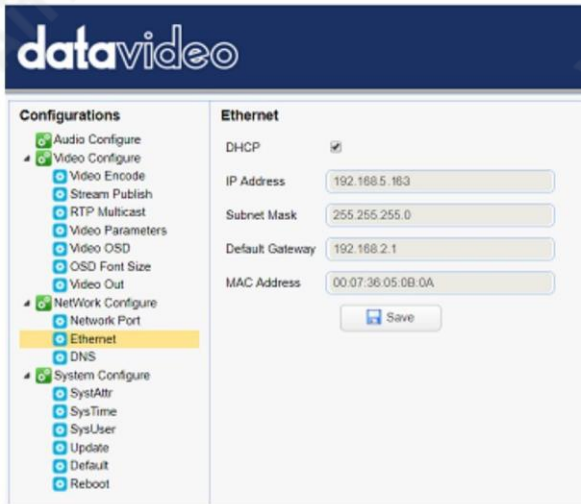 datavideo
Configurations
Audio Configure
Video Configure
Video Encode
Stream Publish
RTP Multicast
Video Parameters
Video OSD
OSD Font Size
Video Out
NetWork Configure
Network Port
Ethernet
DNS
System Configure
SystAttr
SysTime
SysUser
Update
Default
Reboot
Ethernet
DHCP
IP Address 192.168.5.163
Subnet Mask 255.255.255.0
Default Gateway 192.168.2.1
MAC Address 00:07:36:05:0B:0A
Save